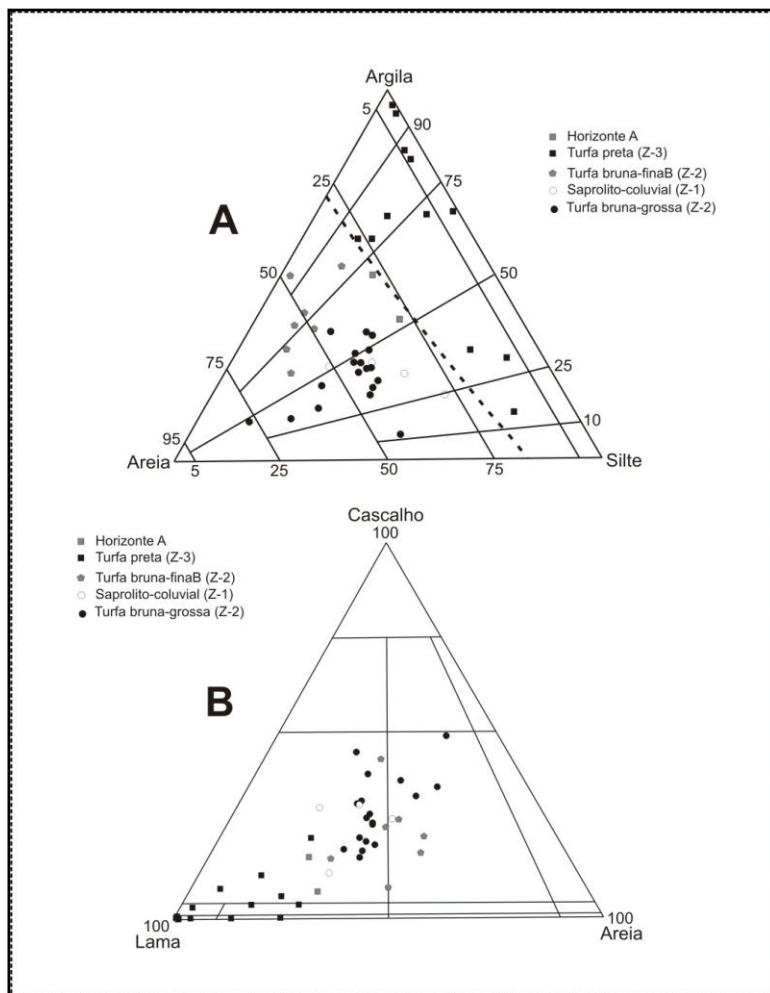 Argila
5
90
Horizonte A
Turfa preta (Z-3)
Turfa bruna-finaB (Z-2)
Saprolito-coluvial (Z-1)
Turfa bruna-grossa (Z-2)
25
75
A
50
50
75
25
95
10
Areia
5
25
50
75
Silte
Cascalho
100
Horizonte A
Turfa preta (Z-3)
Turfa bruna-finaB (Z-2)
Saprolito-coluvial (Z-1)
Turfa bruna-grossa (Z-2)
B
100
Lama
100
Areia